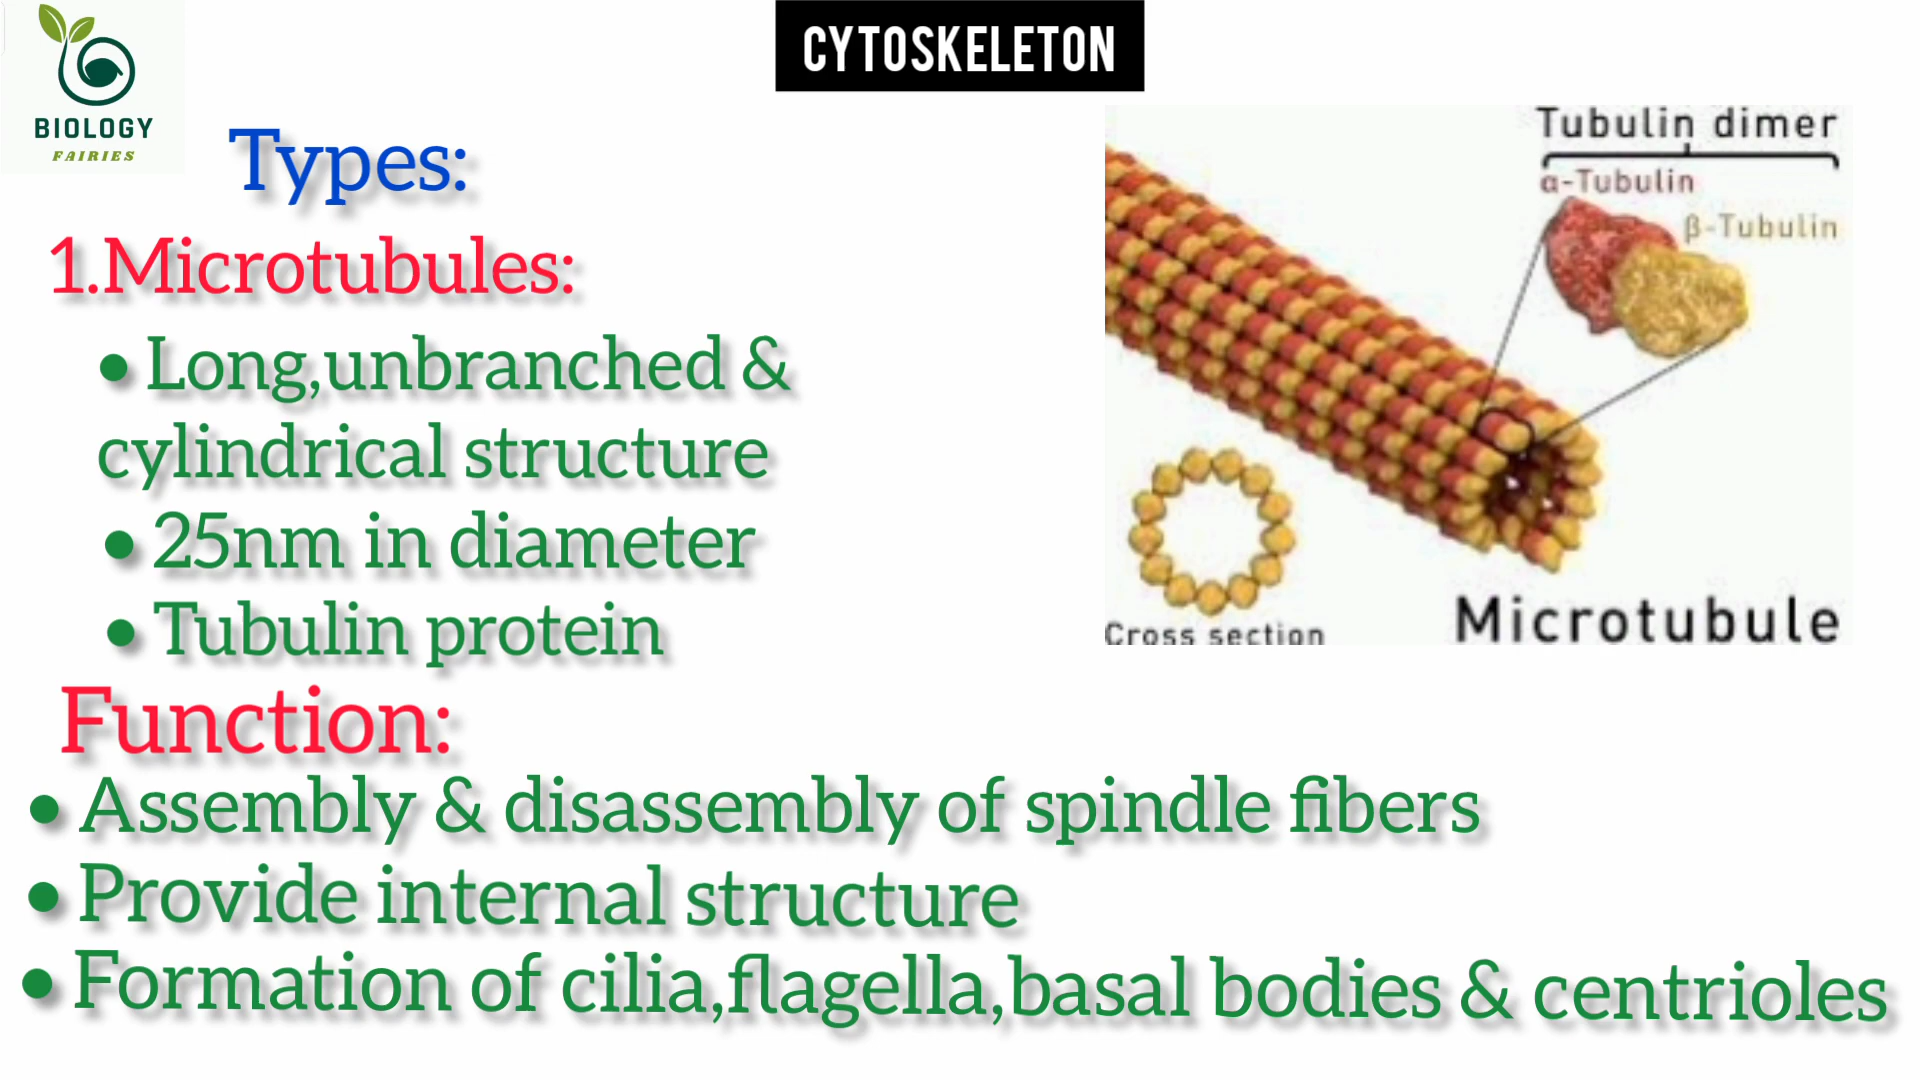 CYTOSKELETON
BIOLOGY
FAIRIES
Types:
1.Microtubules:
• Long,unbranched &
cylindrical structure
• 25nm in diameter
• Tubulin protein
Tubulin dimer
α-Tubulin
β-Tubulin
Cross section
Microtubule
Function:
• Assembly & disassembly of spindle fibers
• Provide internal structure
• Formation of cilia,flagella,basal bodies & centrioles